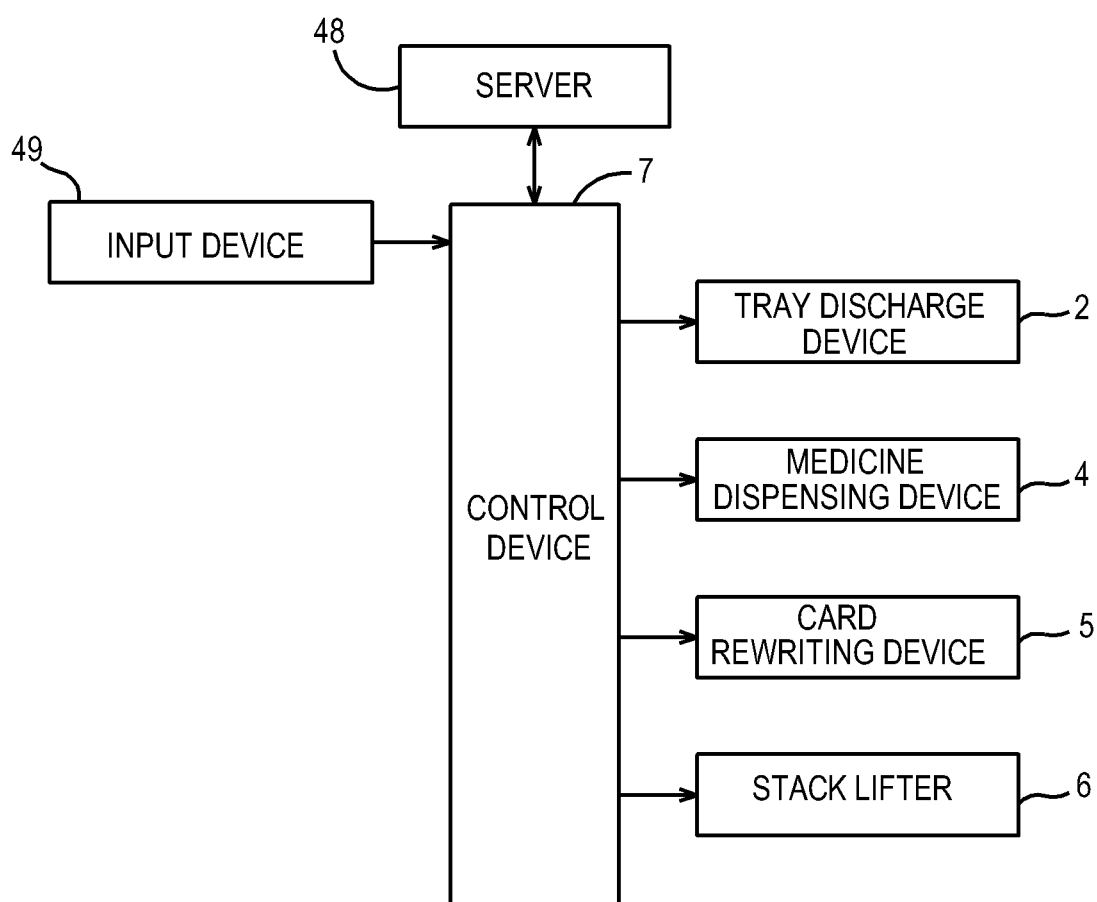 48
SERVER
49
7
INPUT DEVICE
TRAY DISCHARGE
DEVICE
2
MEDICINE
DISPENSING DEVICE
4
CONTROL
DEVICE
CARD
REWRITING DEVICE
5
STACK LIFTER
6